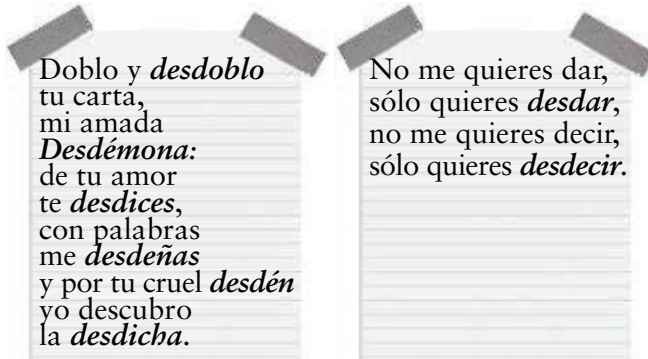 Doblo y desdoblo
tu carta,
mi amada
Desdémona:
de tu amor
te desdices,
con palabras
me desdeñas
y por tu cruel desdén
yo descubro
la desdicha.
No me quieres dar,
sólo quieres desdar,
no me quieres decir,
sólo quieres desdecir.